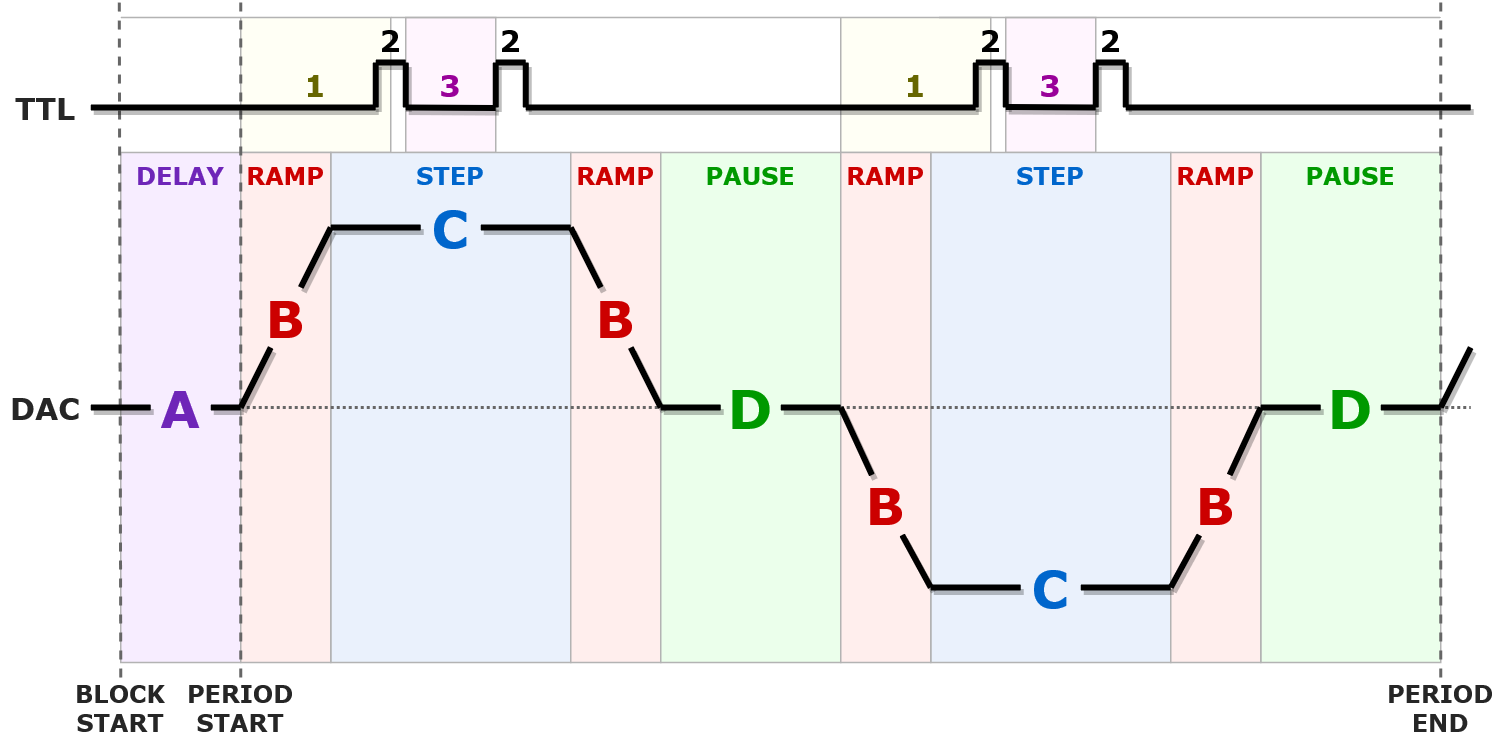 2 2 2 2
1 3 1 3
TTL
DELAY RAMP STEP RAMP PAUSE RAMP STEP RAMP PAUSE
C
B B
DAC A D D
B B
C
BLOCK START PERIOD START PERIOD END